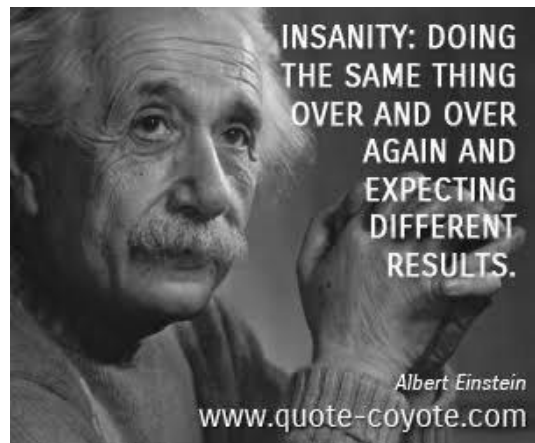 INSANITY: DOING
THE SAME THING
OVER AND OVER
AGAIN AND
EXPECTING
DIFFERENT
RESULTS.
Albert Einstein
www.quote-coyote.com